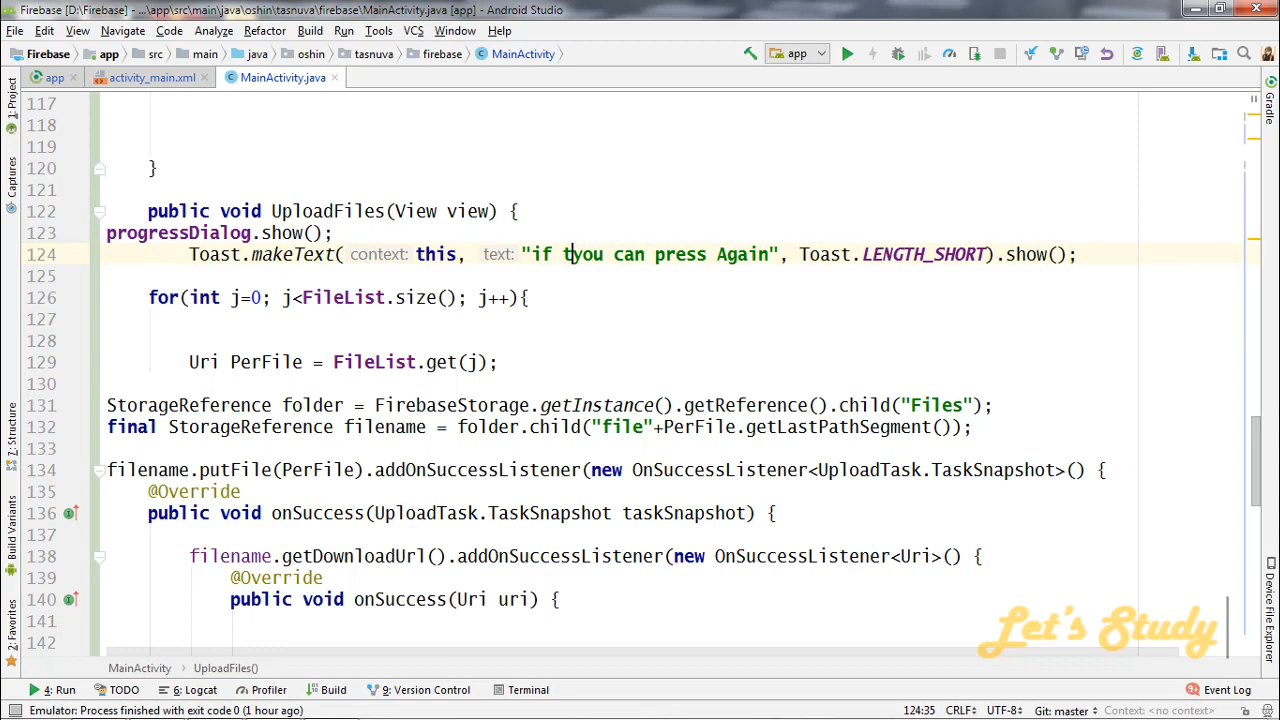 Firebase [D:\Firebase] - ...\app\src\main\java\oshin\tasnuva\firebase\MainActivity.java [app] - Android Studio
File Edit View Navigate Code Analyze Refactor Build Run Tools VCS Window Help
Firebase app src main java oshin tasnuva firebase MainActivity app
app activity_main.xml MainActivity.java
117
118
119
120 }
121
122 public void UploadFiles(View view) {
123 progressDialog.show();
124 Toast.makeText( context: this, text: "if tyou can press Again", Toast.LENGTH_SHORT).show();
125
126 for(int j=0; j<FileList.size(); j++){
127
128
129 Uri PerFile = FileList.get(j);
130
131 StorageReference folder = FirebaseStorage.getInstance().getReference().child("Files");
132 final StorageReference filename = folder.child("file"+PerFile.getLastPathSegment());
133
134 filename.putFile(PerFile).addOnSuccessListener(new OnSuccessListener<UploadTask.TaskSnapshot>() {
135 @Override
136 public void onSuccess(UploadTask.TaskSnapshot taskSnapshot) {
137
138 filename.getDownloadUrl().addOnSuccessListener(new OnSuccessListener<Uri>() {
139 @Override
140 public void onSuccess(Uri uri) {
141
142
Let's Study
MainActivity UploadFiles()
4: Run TODO 6: Logcat Profiler Build 9: Version Control Terminal 9+ Event Log
Emulator: Process finished with exit code 0 (1 hour ago) 124:35 CRLF UTF-8 Git: master Context: <no context>
1: Project
Captures
7: Structure
Build Variants
2: Favorites
Gradle
Device File Explorer